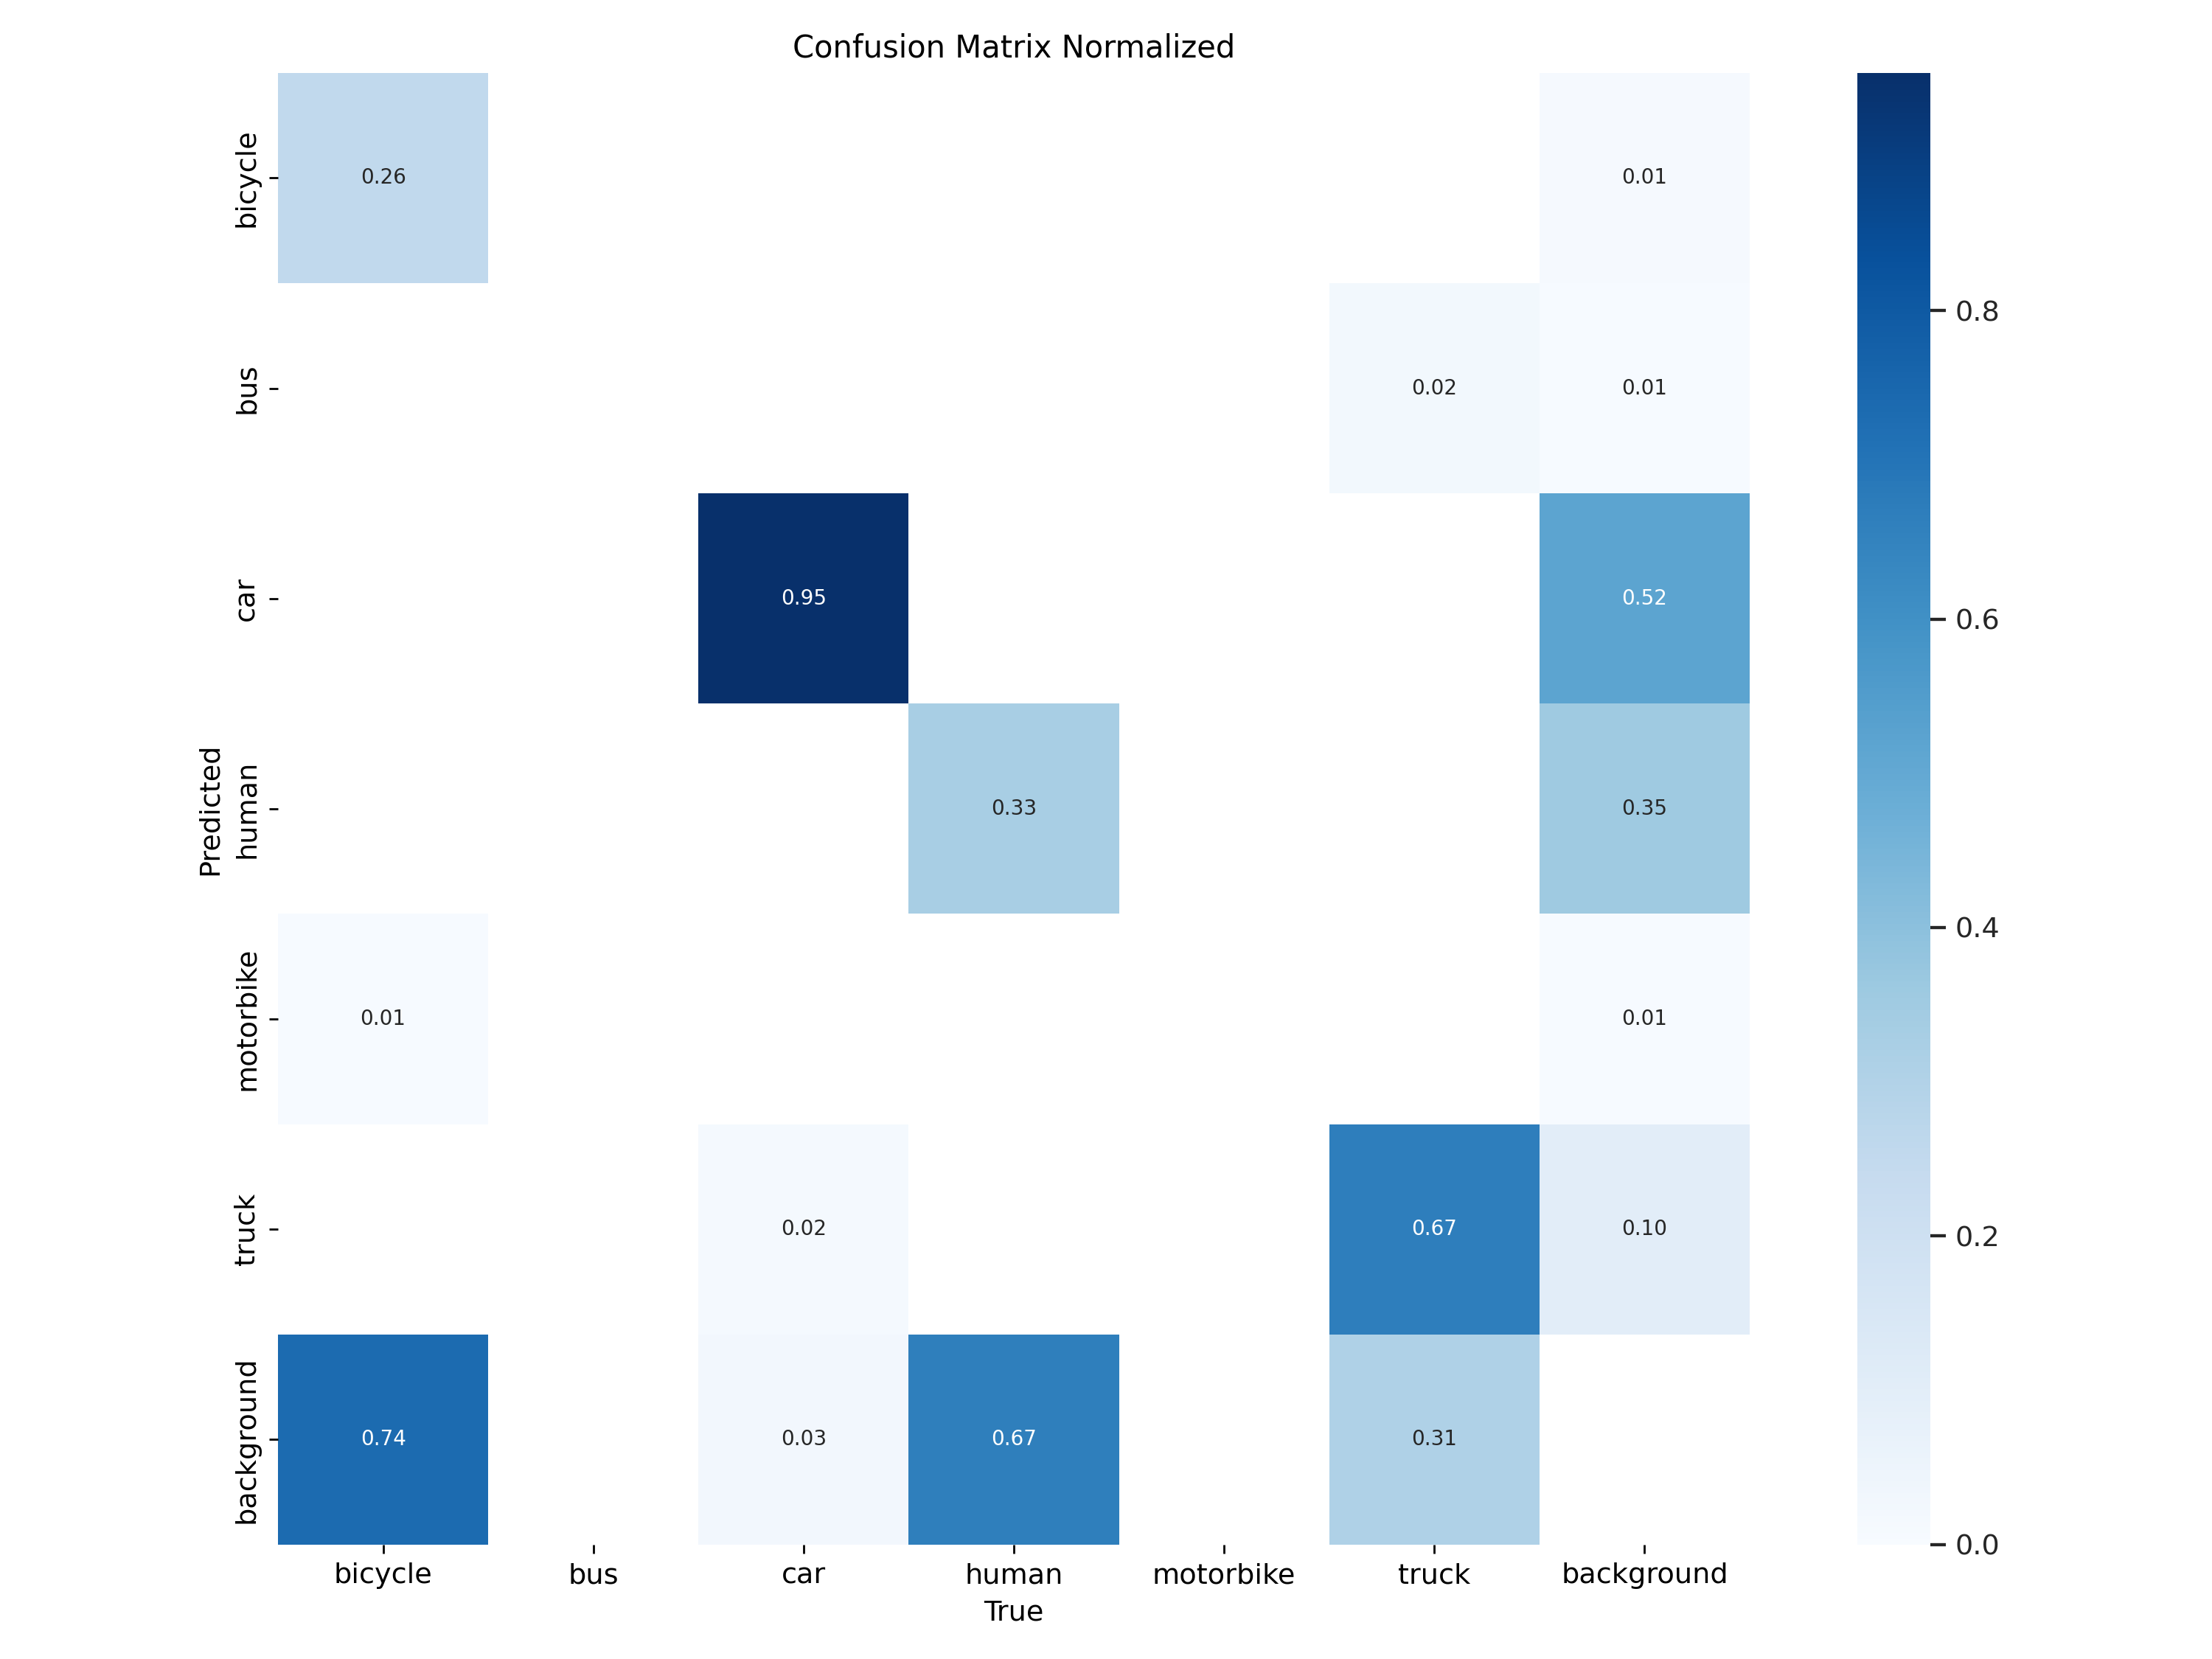 Confusion Matrix Normalized
bicycle
0.26
0.01
bus
0.02
0.01
0.8
car
0.95
0.52
0.6
Predicted
human
0.33
0.35
0.4
motorbike
0.01
0.01
truck
0.02
0.67
0.10
0.2
background
0.74
0.03
0.67
0.31
0.0
bicycle bus car human motorbike truck background
True